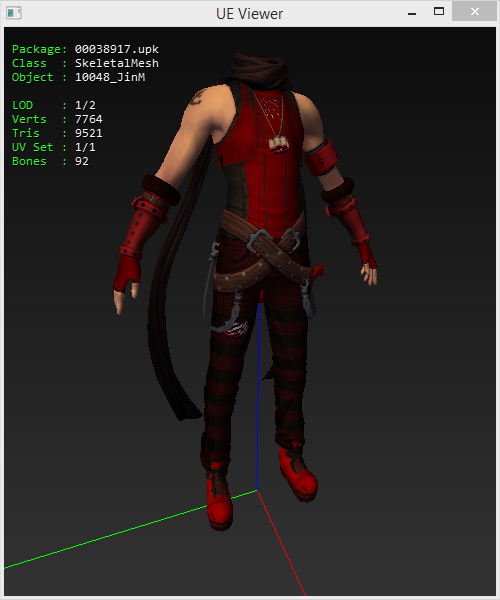 UE Viewer
Package: 00038917.upk
Class : SkeletalMesh
Object : 10048_JinM
LOD : 1/2
Verts : 7764
Tris : 9521
UV Set : 1/1
Bones : 92